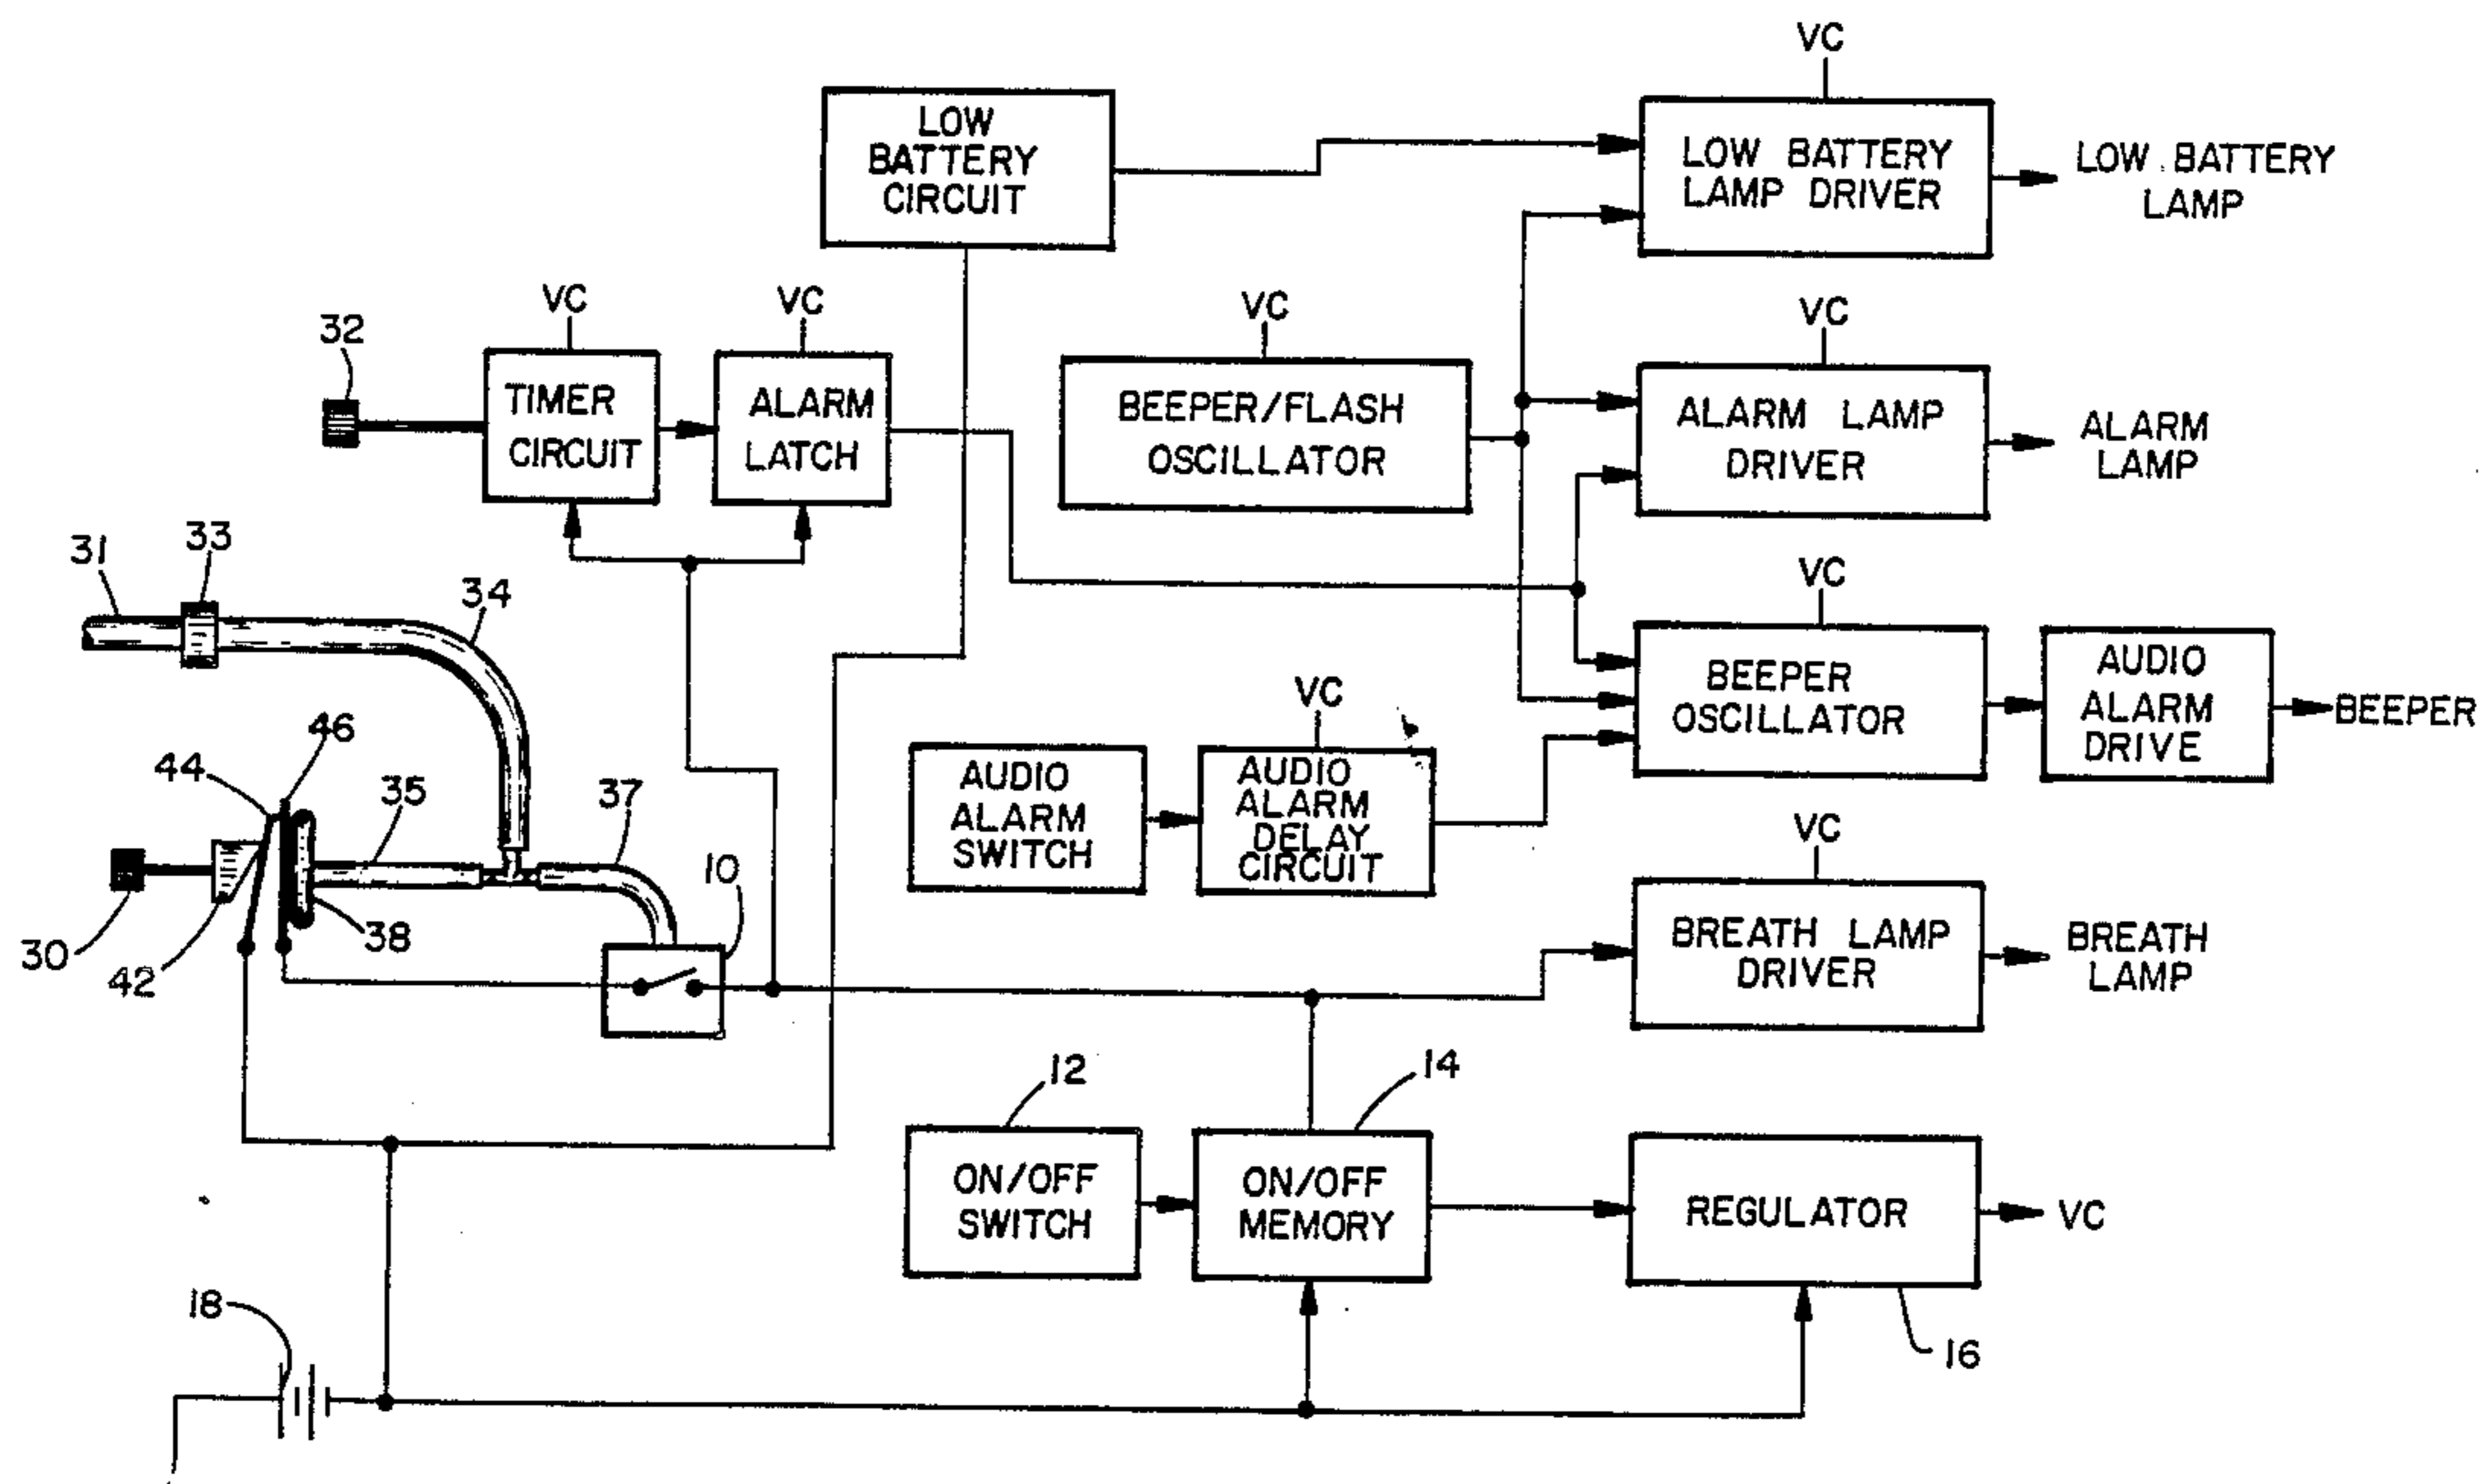 VC
LOW
BATTERY
CIRCUIT
LOW BATTERY
LAMP DRIVER
LOW BATTERY
LAMP
32
VC
VC
VC
VC
TIMER
CIRCUIT
ALARM
LATCH
BEEPER/FLASH
OSCILLATOR
ALARM LAMP
DRIVER
ALARM
LAMP
31
33
34
VC
BEEPER
OSCILLATOR
AUDIO
ALARM
DRIVE
BEEPER
VC
44
46
35
37
10
AUDIO
ALARM
SWITCH
AUDIO
ALARM
DELAY
CIRCUIT
VC
30
42
38
BREATH LAMP
DRIVER
BREATH
LAMP
12
14
ON/OFF
SWITCH
ON/OFF
MEMORY
REGULATOR
VC
18
16